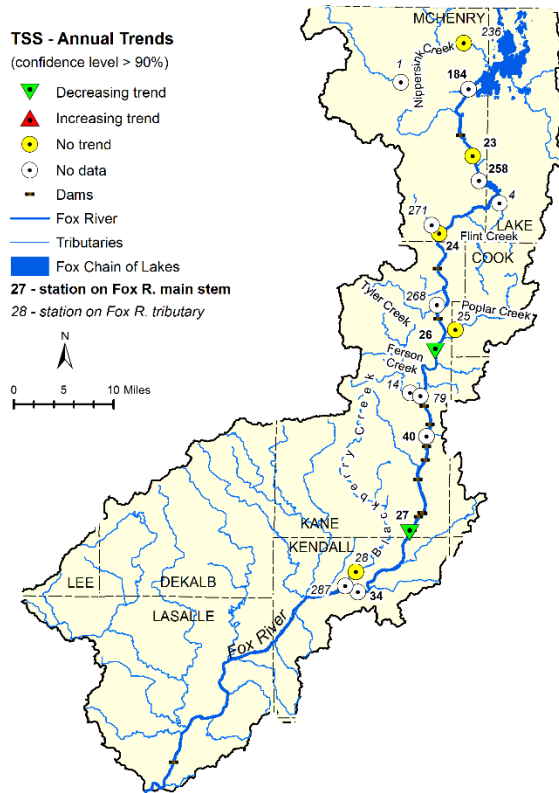 TSS - Annual Trends
(confidence level > 90%)
Decreasing trend
Increasing trend
No trend
No data
Dams
Fox River
Tributaries
Fox Chain of Lakes
27 - station on Fox R. main stem
28 - station on Fox R. tributary
N
0 5 10 Miles
MCHENRY
236
1
Nippersink Creek
184
23
258
4
271
LAKE
Flint Creek
24
COOK
268
Tyler Creek
Poplar Creek
25
26
Ferson Creek
14
79
40
Blackberry Creek
27
KANE
KENDALL
28
287
34
LEE
DEKALB
LASALLE
Fox River